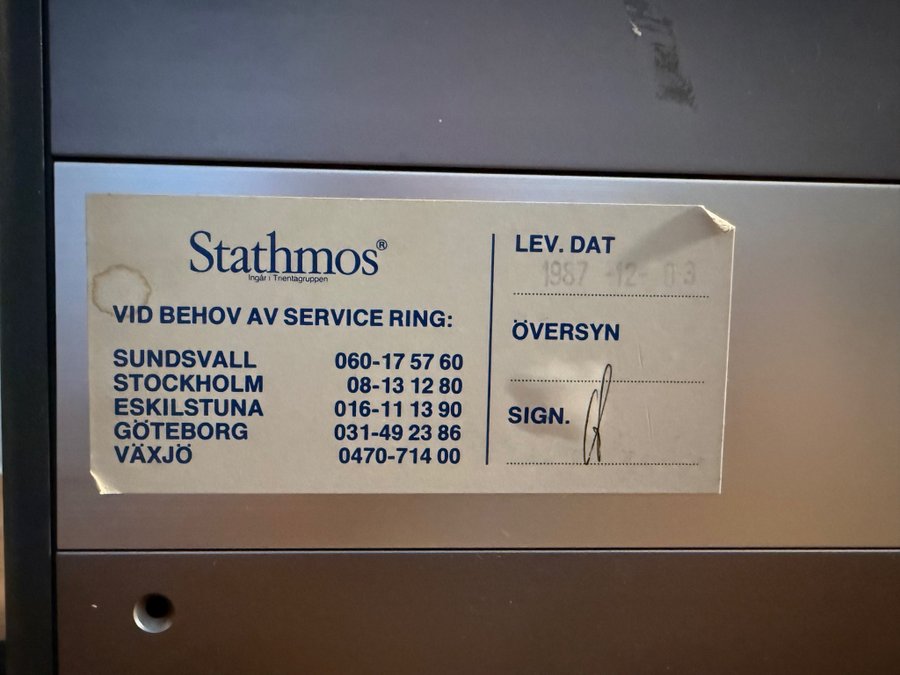 Stathmos®
Ingår i Trientagruppen
VID BEHOV AV SERVICE RING:
SUNDSVALL 060-17 57 60
STOCKHOLM 08-13 12 80
ESKILSTUNA 016-11 13 90
GÖTEBORG 031-49 23 86
VÄXJÖ 0470-714 00
LEV. DAT
1987 -12- 03
ÖVERSYN
SIGN.